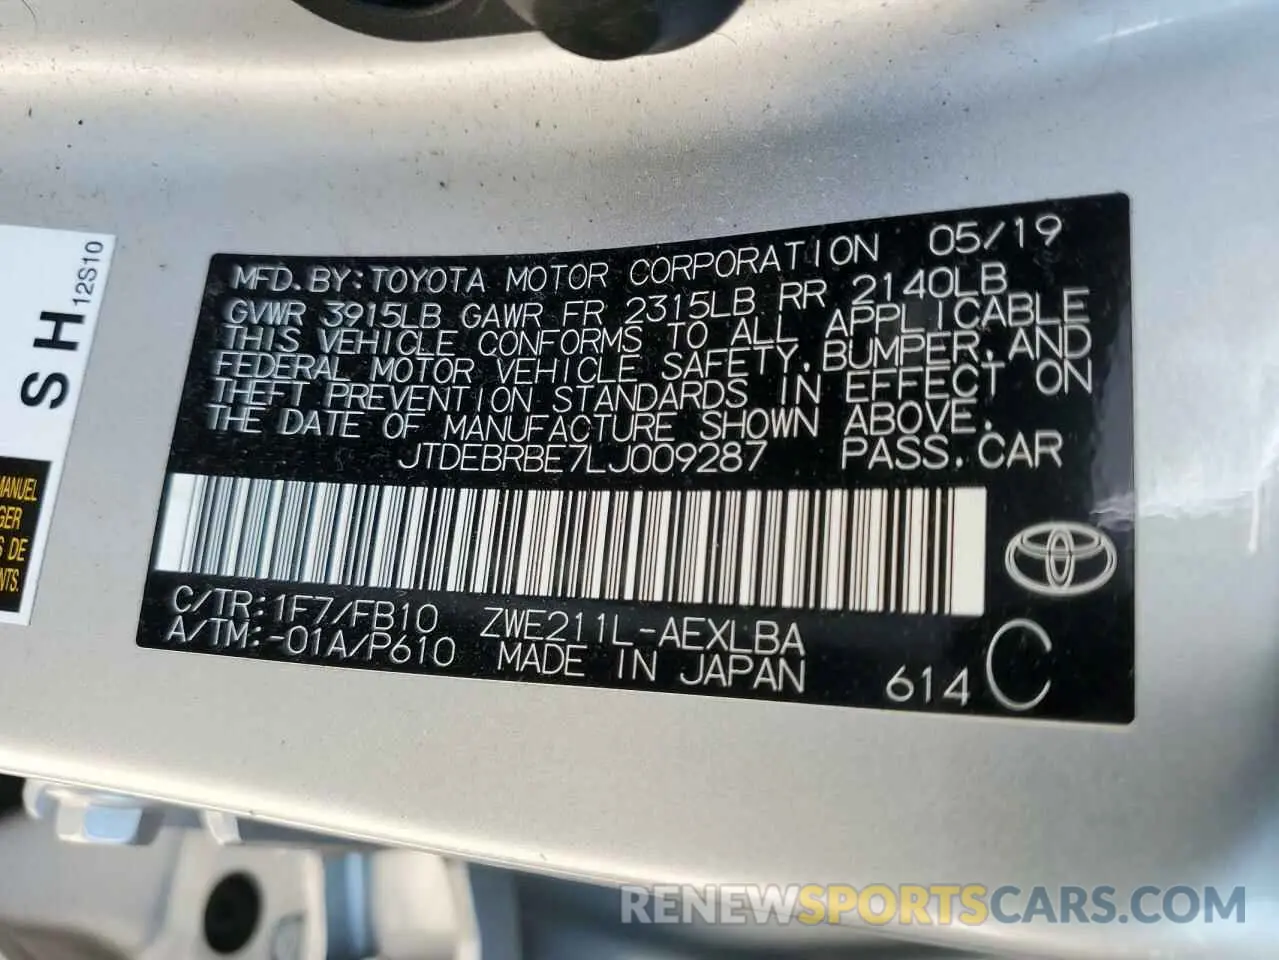 MFD.BY:TOYOTA MOTOR CORPORATION 05/19
GVWR 3915LB GAWR FR 2315LB RR 2140LB
THIS VEHICLE CONFORMS TO ALL APPLICABLE
FEDERAL MOTOR VEHICLE SAFETY,BUMPER,AND
THEFT PREVENTION STANDARDS IN EFFECT ON
THE DATE OF MANUFACTURE SHOWN ABOVE.
JTDEBRBE7LJ009287 PASS.CAR
C/TR:1F7/FB10 ZWE211L-AEXLBA
A/TM:-01A/P610 MADE IN JAPAN
614 C
S H 12S10
MANUEL
GER
S DE
NTS.
RENEWSPORTSCARS.COM